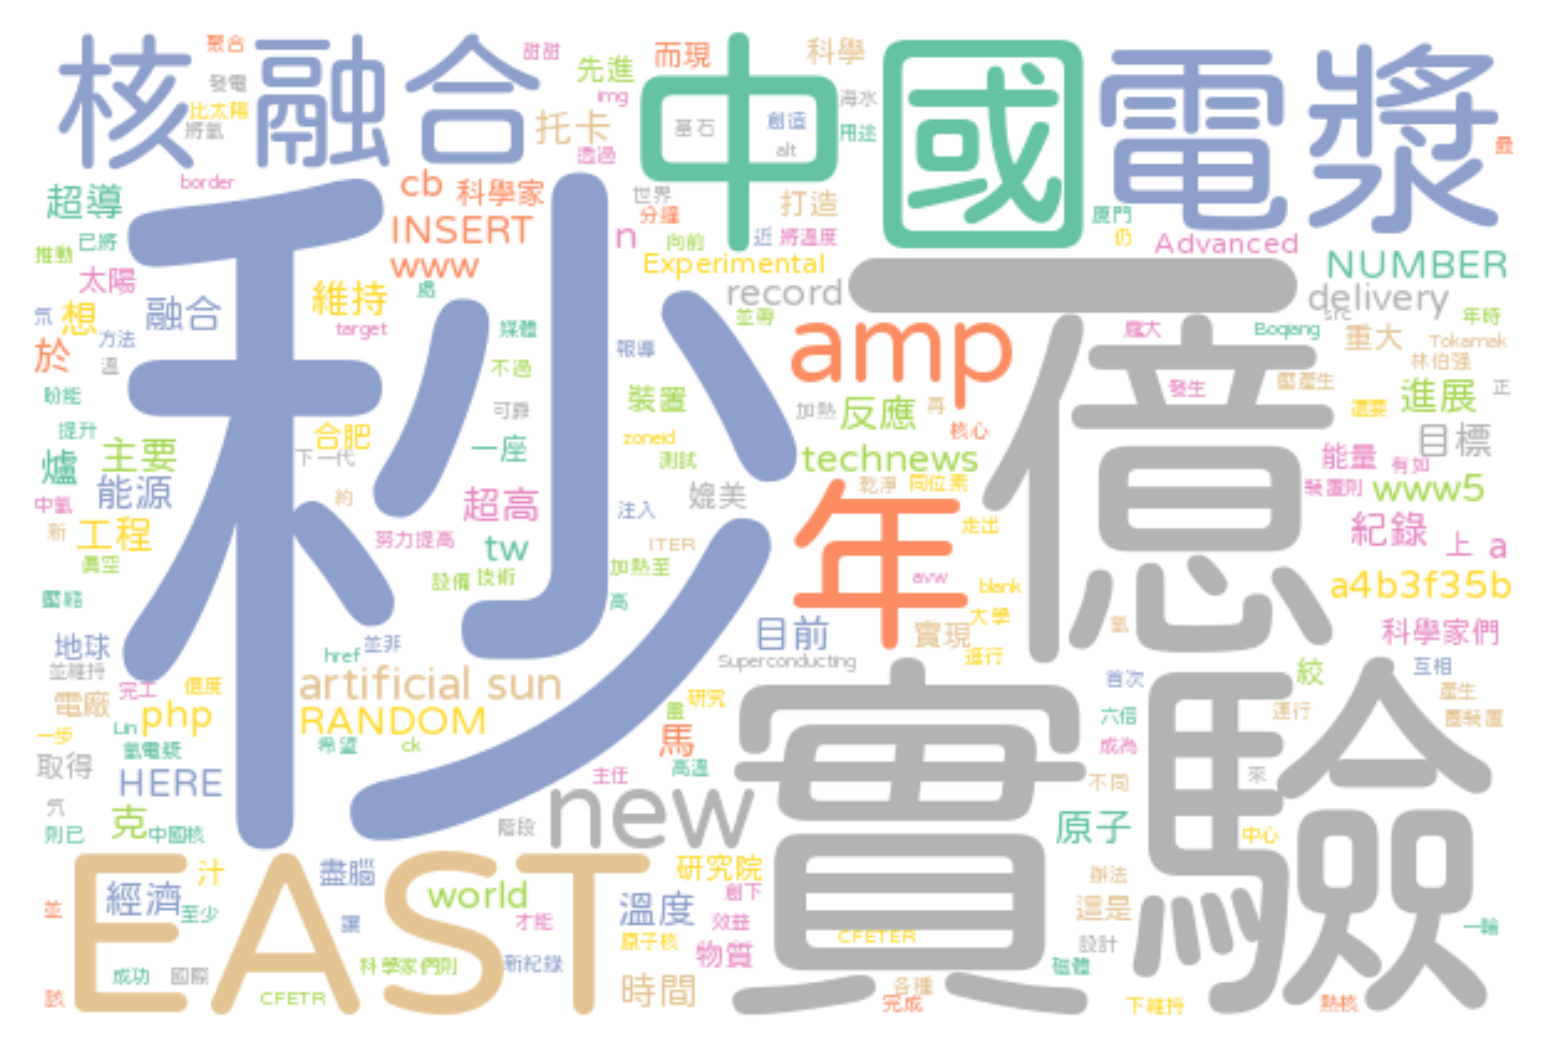 聚合 甜甜 而現 科學
核融合 中國 電漿
發電 先進 img 海水
比太陽 托卡 基石 創造 用途
將氫 透過 alt 最
border cb 科學家 世界 打造
超導 INSERT 分鐘 廈門
推動 已將 www n 向前 近 將溫度 仍 Advanced
太陽 處 Experimental NUMBER
秒 一億
氘 想 融合 維持 record delivery
方法 target 媒體 並帶 龐大 src Boqiang 年時
於 溫 報導 amp 重大 Tokamak
不過 林伯强
盼能 可靠 裝置 加熱 反應 再 發生 壓產生 還要 進展 正
提升 主要 合肥 一座 zoneid 核心 目標
爐 下一代 測試 technews 能量 有如
能源 約 超高 媲美 乾淨 同位素 裝置則 www5
中氫 注入 年
新 工程 努力提高 tw ITER 走出 紀錄 上 a
真空 設備 技術 加熱至 avw blank a4b3f35b
壓縮 高 大學
地球 href 並非 目前 實現 氫 科學家們
並維持 Superconducting 進行 互相
電廠 完工 億度 artificial sun 研究 首次 絞 產生
php RANDOM 畫 六倍 運行 團裝置
一步 Lin 氫電漿 希望 ck 馬 成為
取得 HERE 主任 高溫 不同 來
實驗
氕 克 new 原子 中心
則已 中國核 階段
EAST
汁 盡腦 研究院 辦法
經濟 至少 world 溫度 創下 這是
並 讓 才能 效益 一輪
原子核 CFETER 設計
成功 國際 科學家們則 新紀錄 物質 磁體
該 CFETR 時間 各種 完成 下維持 熱核